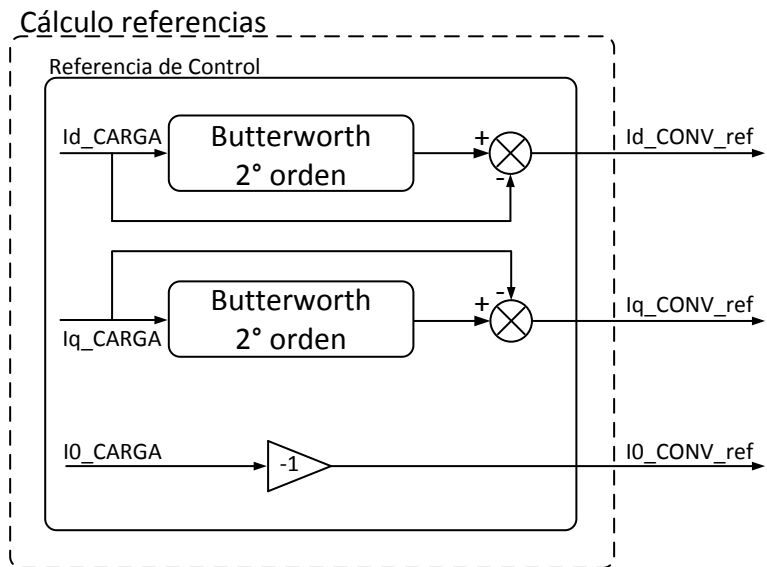 Cálculo referencias
Referencia de Control
Id_CARGA
Butterworth
2° orden
+
-
Id_CONV_ref
Butterworth
2° orden
Iq_CARGA
-
+
Iq_CONV_ref
I0_CARGA
-1
I0_CONV_ref